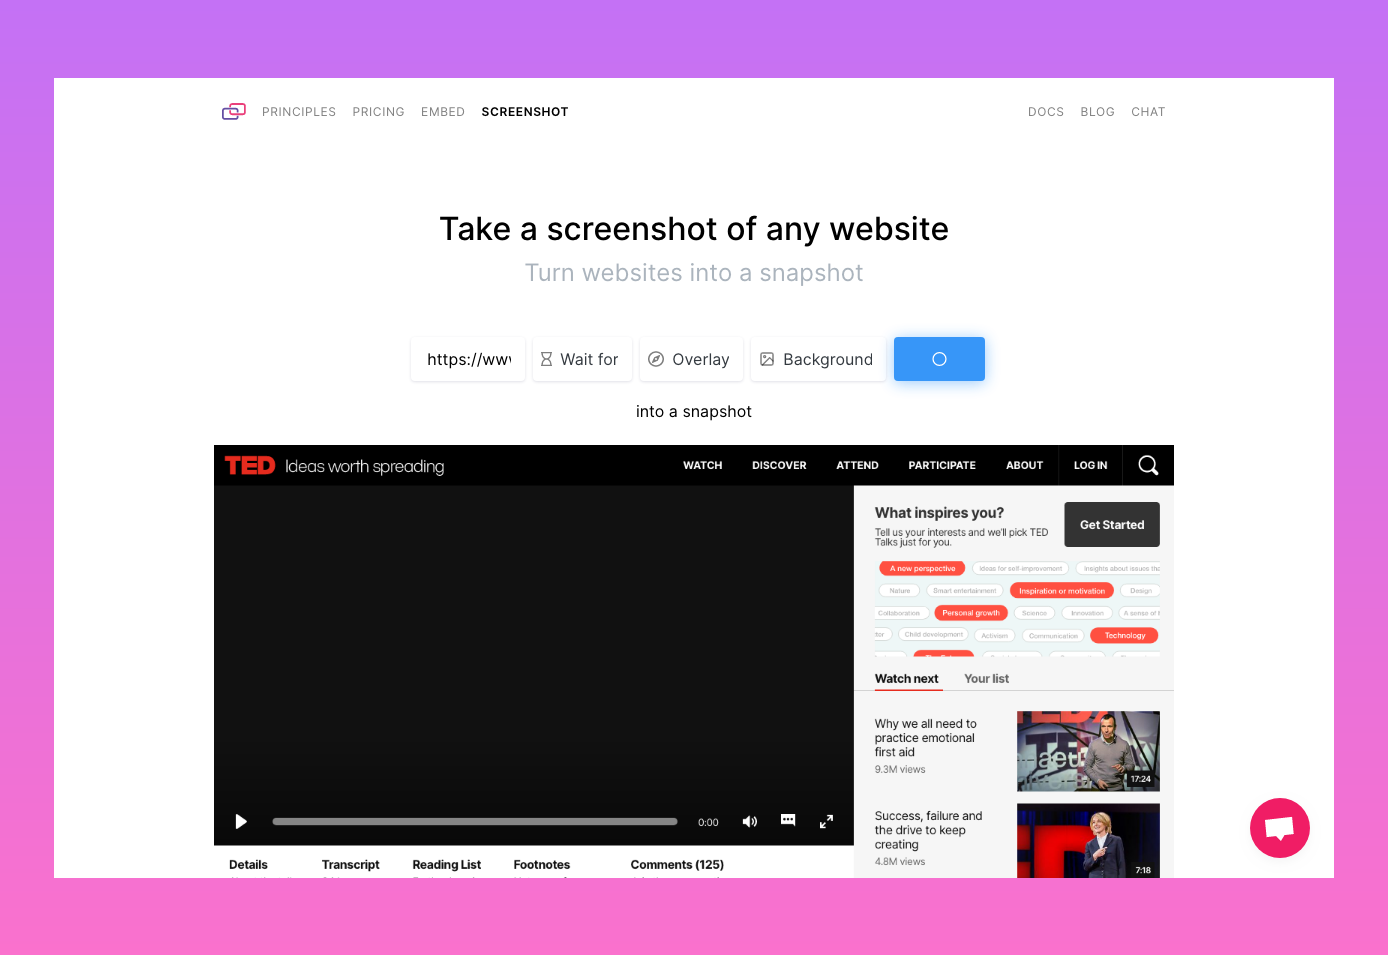 PRINCIPLES PRICING EMBED SCREENSHOT DOCS BLOG CHAT
Take a screenshot of any website
Turn websites into a snapshot
https://www Wait for Overlay Background
into a snapshot
TED Ideas worth spreading WATCH DISCOVER ATTEND PARTICIPATE ABOUT LOG IN
What inspires you?
Tell us your interests and we'll pick TED
Talks just for you.
Get Started
A new perspective Ideas for self-improvement Insights about issues tha
Nature Smart entertainment Inspiration or motivation Design
Collaboration Personal growth Science Innovation A sense of
Child development Activism Communication Technology
Watch next Your list
Why we all need to
practice emotional
first aid
9.3M views
17:24
Success, failure and
the drive to keep
creating
4.8M views
7:18
0:00
Details Transcript Reading List Footnotes Comments (125)